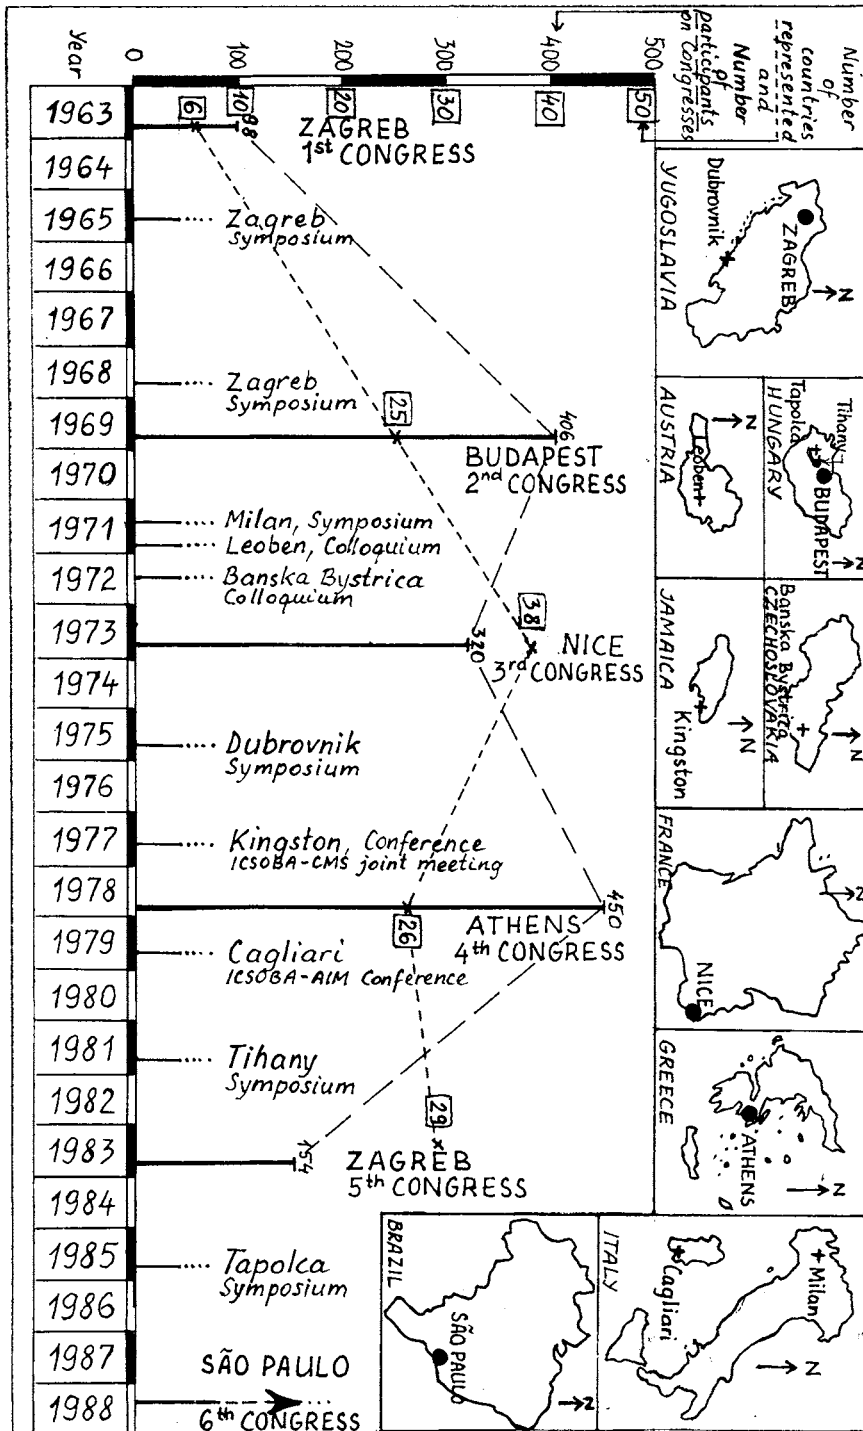 Year
0
100
200
300
400
500
Number
of
participants
on Congresses
Number
and
of
countries
represented
10
20
30
40
50
1963
1964
1965
1966
1967
1968
1969
1970
1971
1972
1973
1974
1975
1976
1977
1978
1979
1980
1981
1982
1983
1984
1985
1986
1987
1988
6
98
ZAGREB
1st CONGRESS
Zagreb
Symposium
Zagreb
Symposium
25
406
BUDAPEST
2nd CONGRESS
Milan, Symposium
Leoben, Colloquium
Banska Bystrica
Colloquium
320
38
NICE
3rd CONGRESS
Dubrovnik
Symposium
Kingston, Conference
ICSOBA-CMS joint meeting
450
26
ATHENS
4th CONGRESS
Cagliari
ICSOBA-AIM Conference
Tihany
Symposium
29
154
ZAGREB
5th CONGRESS
Tapolca
Symposium
SÃO PAULO
6th CONGRESS
YUGOSLAVIA
Dubrovnik
ZAGREB
N
AUSTRIA
Leoben
N
HUNGARY
Tapolca
Tihany
BUDAPEST
N
JAMAICA
Kingston
N
CZECHOSLOVAKIA
Banska Bystrica
N
FRANCE
NICE
N
GREECE
ATHENS
N
ITALY
Cagliari
Milan
N
BRAZIL
SÃO PAULO
N